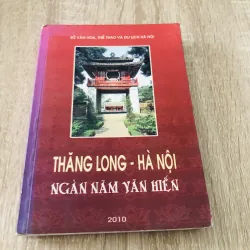 SỞ VĂN HÓA, THỂ THAO VÀ DU LỊCH HÀ NỘI
THĂNG LONG - HÀ NỘI
NGÀN NĂM VĂN HIẾN
2010